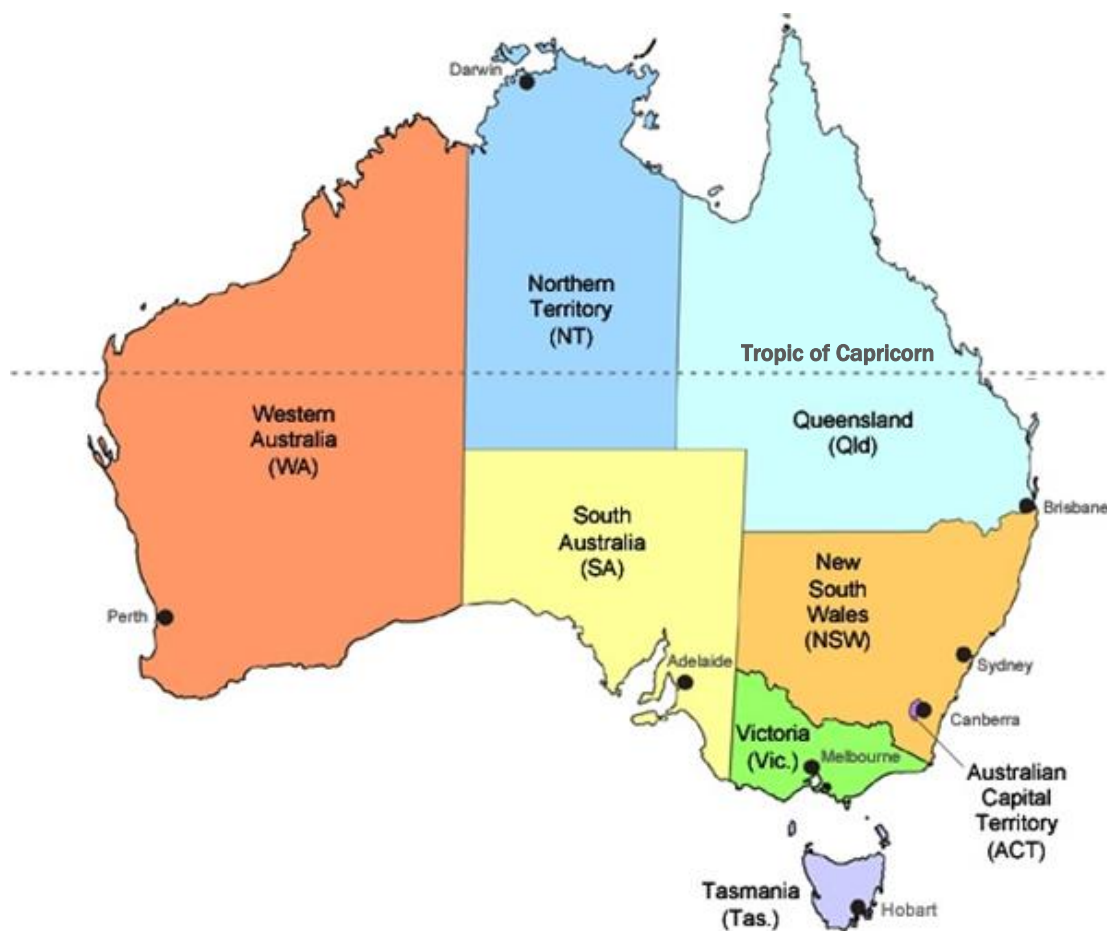 Darwin
Northern
Territory
(NT)
Tropic of Capricorn
Western
Australia
(WA)
Queensland
(Qld)
Brisbane
South
Australia
(SA)
New
South
Wales
(NSW)
Perth
Adelaide
Sydney
Canberra
Victoria
(Vic.)
Melbourne
Australian
Capital
Territory
(ACT)
Tasmania
(Tas.)
Hobart